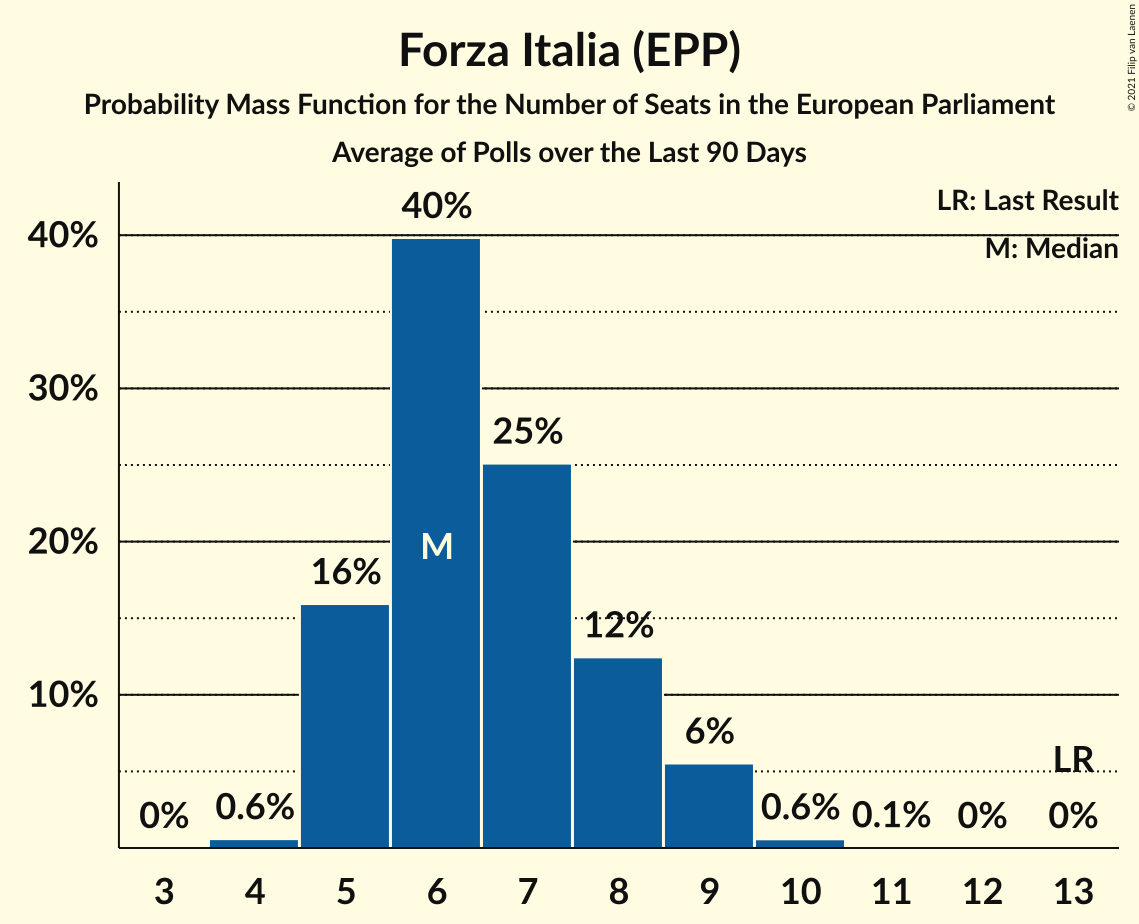 Forza Italia (EPP)
Probability Mass Function for the Number of Seats in the European Parliament
Average of Polls over the Last 90 Days
© 2021 Filip van Laenen
LR: Last Result
M: Median
40%
30%
20%
10%
0%
0.6%
16%
40%
M
25%
12%
6%
0.6%
0.1%
0%
LR
0%
3 4 5 6 7 8 9 10 11 12 13